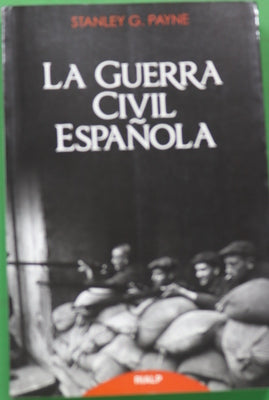 STANLEY G. PAYNE
LA GUERRA
CIVIL
ESPAÑOLA
RIALP